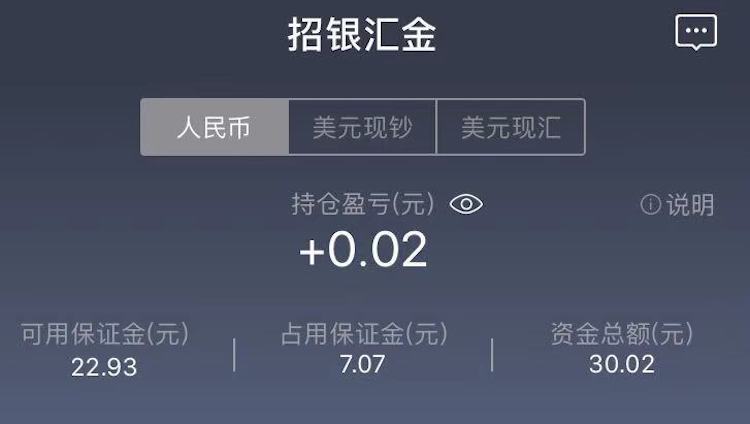 招银汇金
人民币 美元现钞 美元现汇
持仓盈亏(元) 说明
+0.02
可用保证金(元) 占用保证金(元) 资金总额(元)
22.93 7.07 30.02